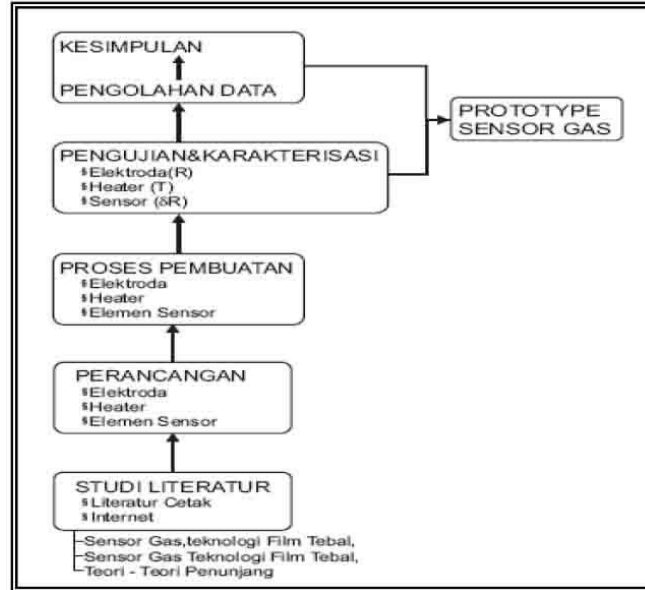 KESIMPULAN
PENGOLAHAN DATA
PROTOTYPE
SENSOR GAS
PENGUJIAN&KARAKTERISASI
§Elektroda(R)
§Heater (T)
§Sensor (δR)
PROSES PEMBUATAN
§Elektroda
§Heater
§Elemen Sensor
PERANCANGAN
§Elektroda
§Heater
§Elemen Sensor
STUDI LITERATUR
§Literatur Cetak
§Internet
Sensor Gas,teknologi Film Tebal,
Sensor Gas Teknologi Film Tebal,
Teori - Teori Penunjang